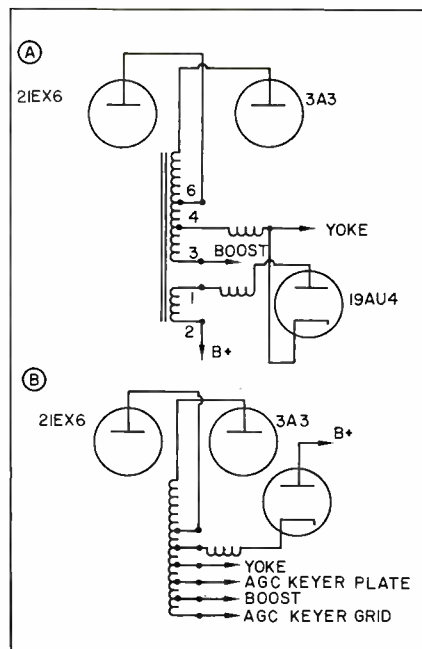 A
21EX6
3A3
6
4
YOKE
3
BOOST
1
19AU4
2
B+
B
21EX6
3A3
B+
YOKE
AGC KEYER PLATE
BOOST
AGC KEYER GRID